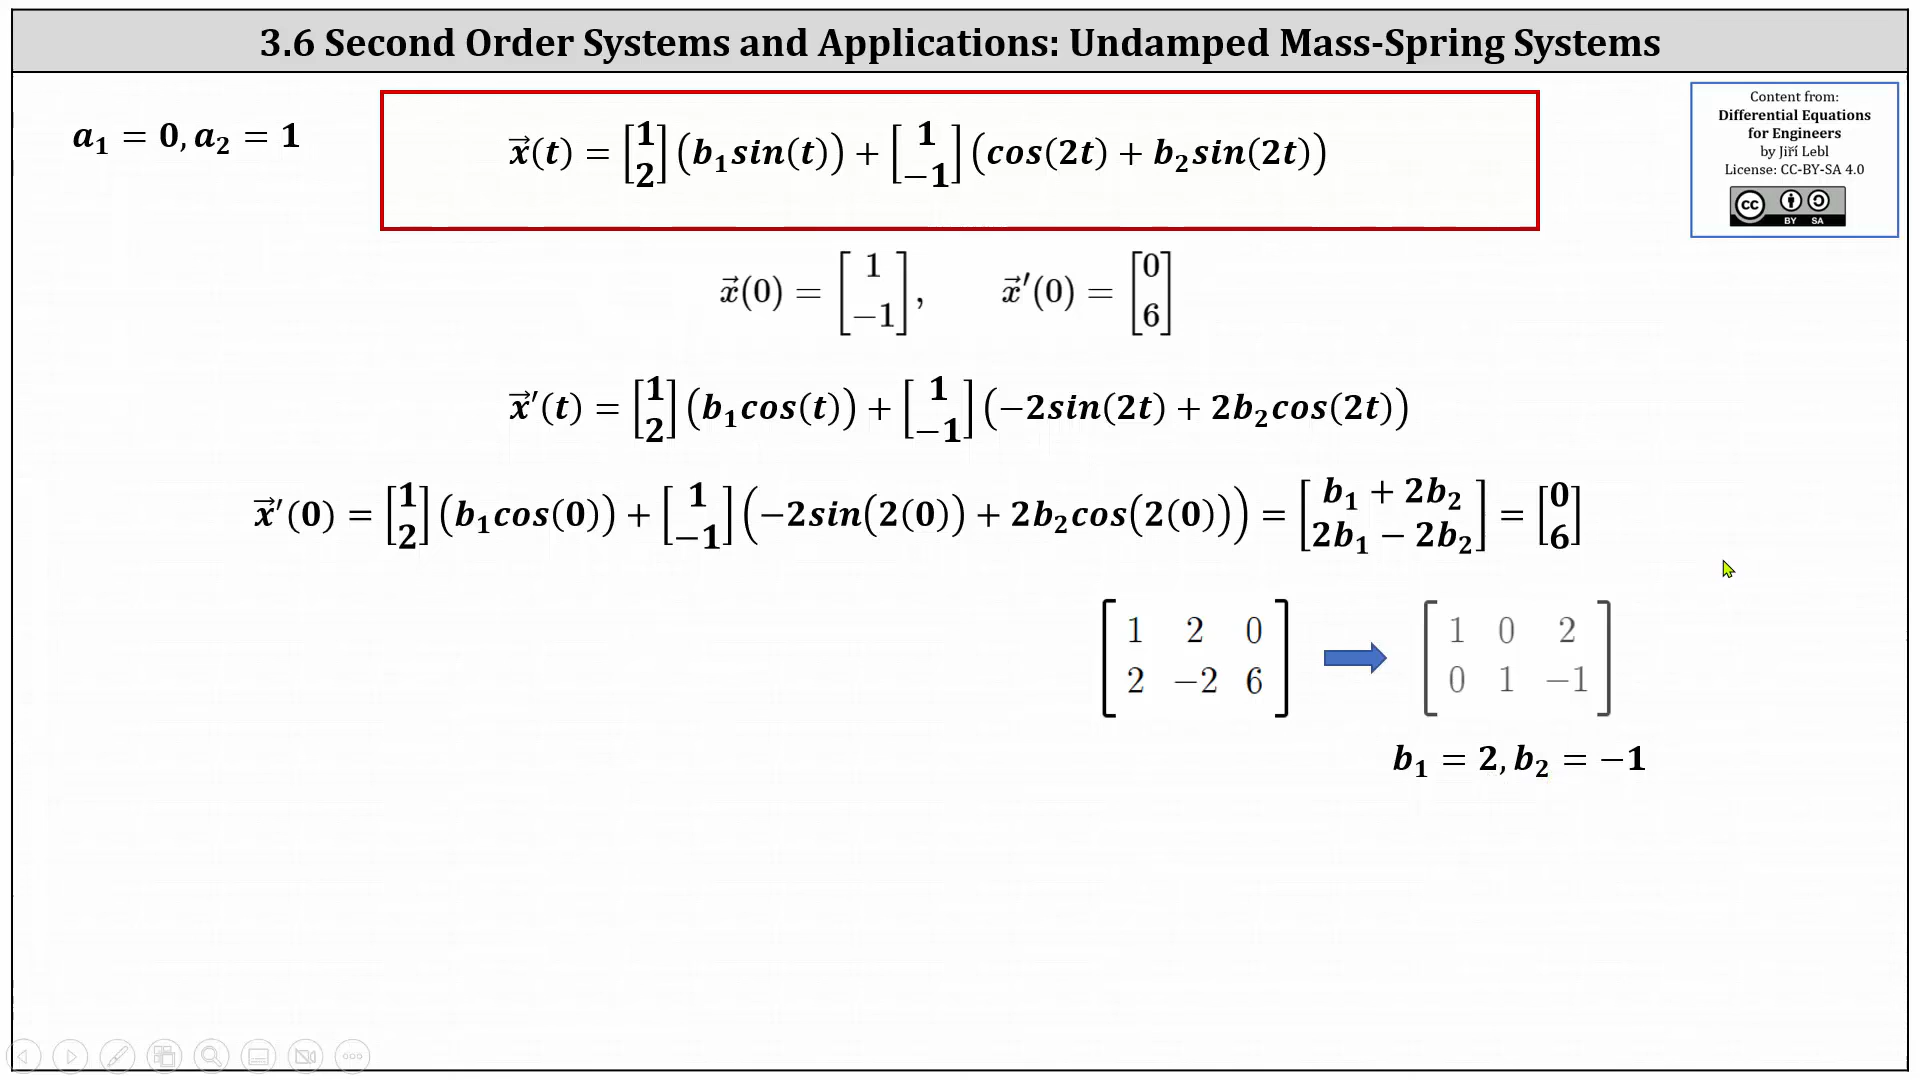 3.6 Second Order Systems and Applications: Undamped Mass-Spring Systems
a₁ = 0, a₂ = 1
x⃗(t) = [1 2] (b₁sin(t)) + [1 −1] (cos(2t) + b₂sin(2t))
Content from:
Differential Equations
for Engineers
by Jiří Lebl
License: CC-BY-SA 4.0
cc BY SA
x⃗(0) = [1 −1], x⃗′(0) = [0 6]
x⃗′(t) = [1 2] (b₁cos(t)) + [1 −1] (−2sin(2t) + 2b₂cos(2t))
x⃗′(0) = [1 2] (b₁cos(0)) + [1 −1] (−2sin(2(0)) + 2b₂cos(2(0))) = [b₁ + 2b₂ 2b₁ − 2b₂] = [0 6]
1 2 0 1 0 2
2 −2 6 0 1 −1
b₁ = 2, b₂ = −1